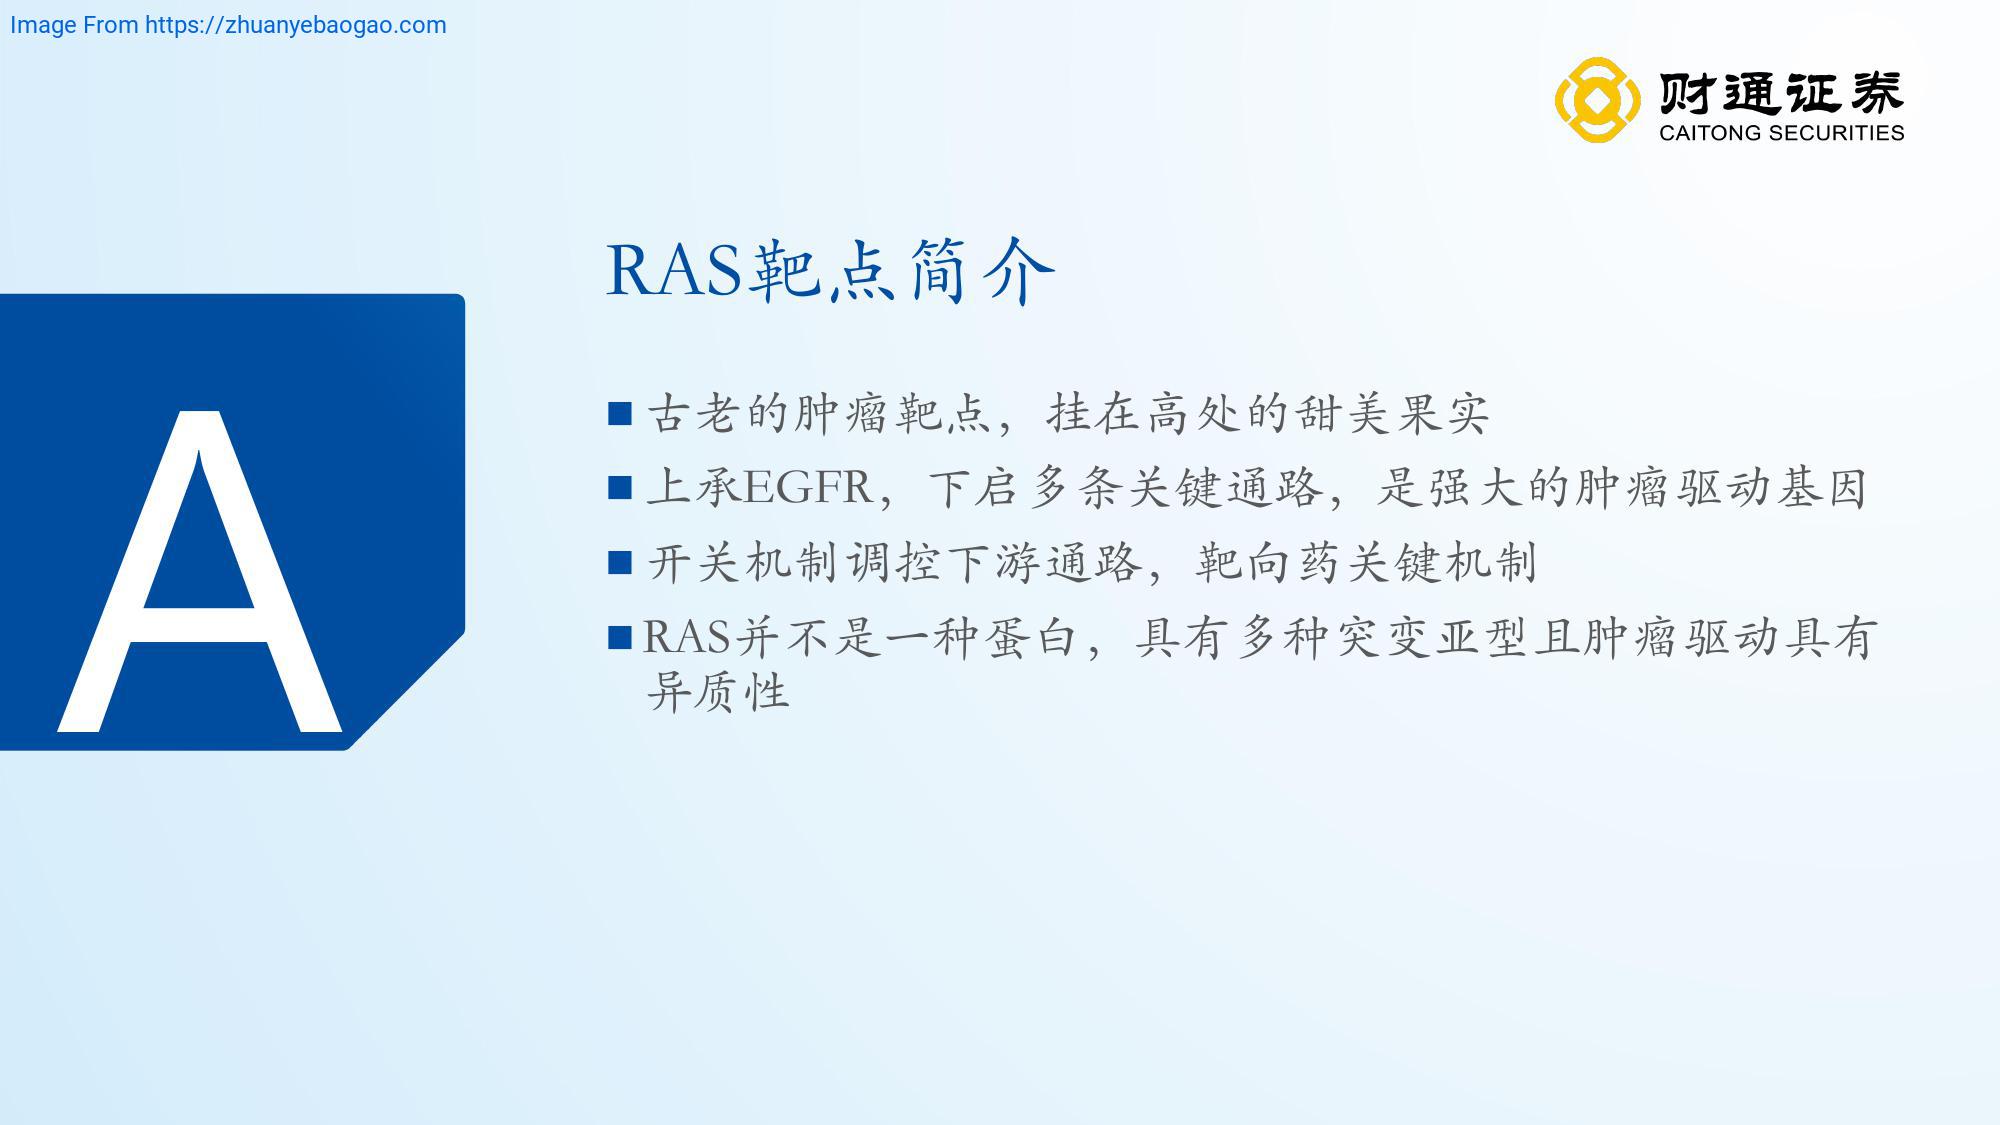 Image From https://zhuanyebaogao.com
财通证券
CAITONG SECURITIES
RAS靶点简介
A
■ 古老的肿瘤靶点，挂在高处的甜美果实
■ 上承EGFR，下启多条关键通路，是强大的肿瘤驱动基因
■ 开关机制调控下游通路，靶向药关键机制
■ RAS并不是一种蛋白，具有多种突变亚型且肿瘤驱动具有
异质性